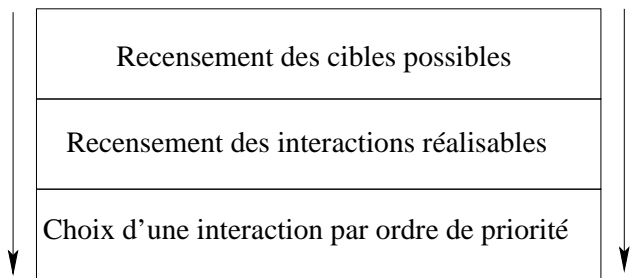 Recensement des cibles possibles
Recensement des interactions réalisables
Choix d'une interaction par ordre de priorité